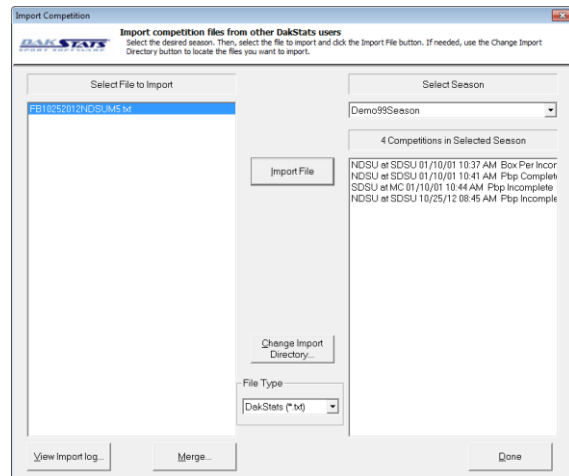 Import Competition
DAKSTATS
SPORT SOFTWARE
Import competition files from other DakStats users
Select the desired season. Then, select the file to import and click the Import File button. If needed, use the Change Import
Directory button to locate the files you want to import.
Select File to Import
FB10252012NDSUM5.txt
Import File
Change Import
Directory...
File Type
DakStats (*.txt)
View Import log...
Merge...
Select Season
Demo99Season
4 Competitions in Selected Season
NDSU at SDSU 01/10/01 10:37 AM Box Per Incor
NDSU at SDSU 01/10/01 10:41 AM Pbp Complet
SDSU at MC 01/10/01 10:44 AM Pbp Incomplete
NDSU at SDSU 10/25/12 08:45 AM Pbp Incomple
Done